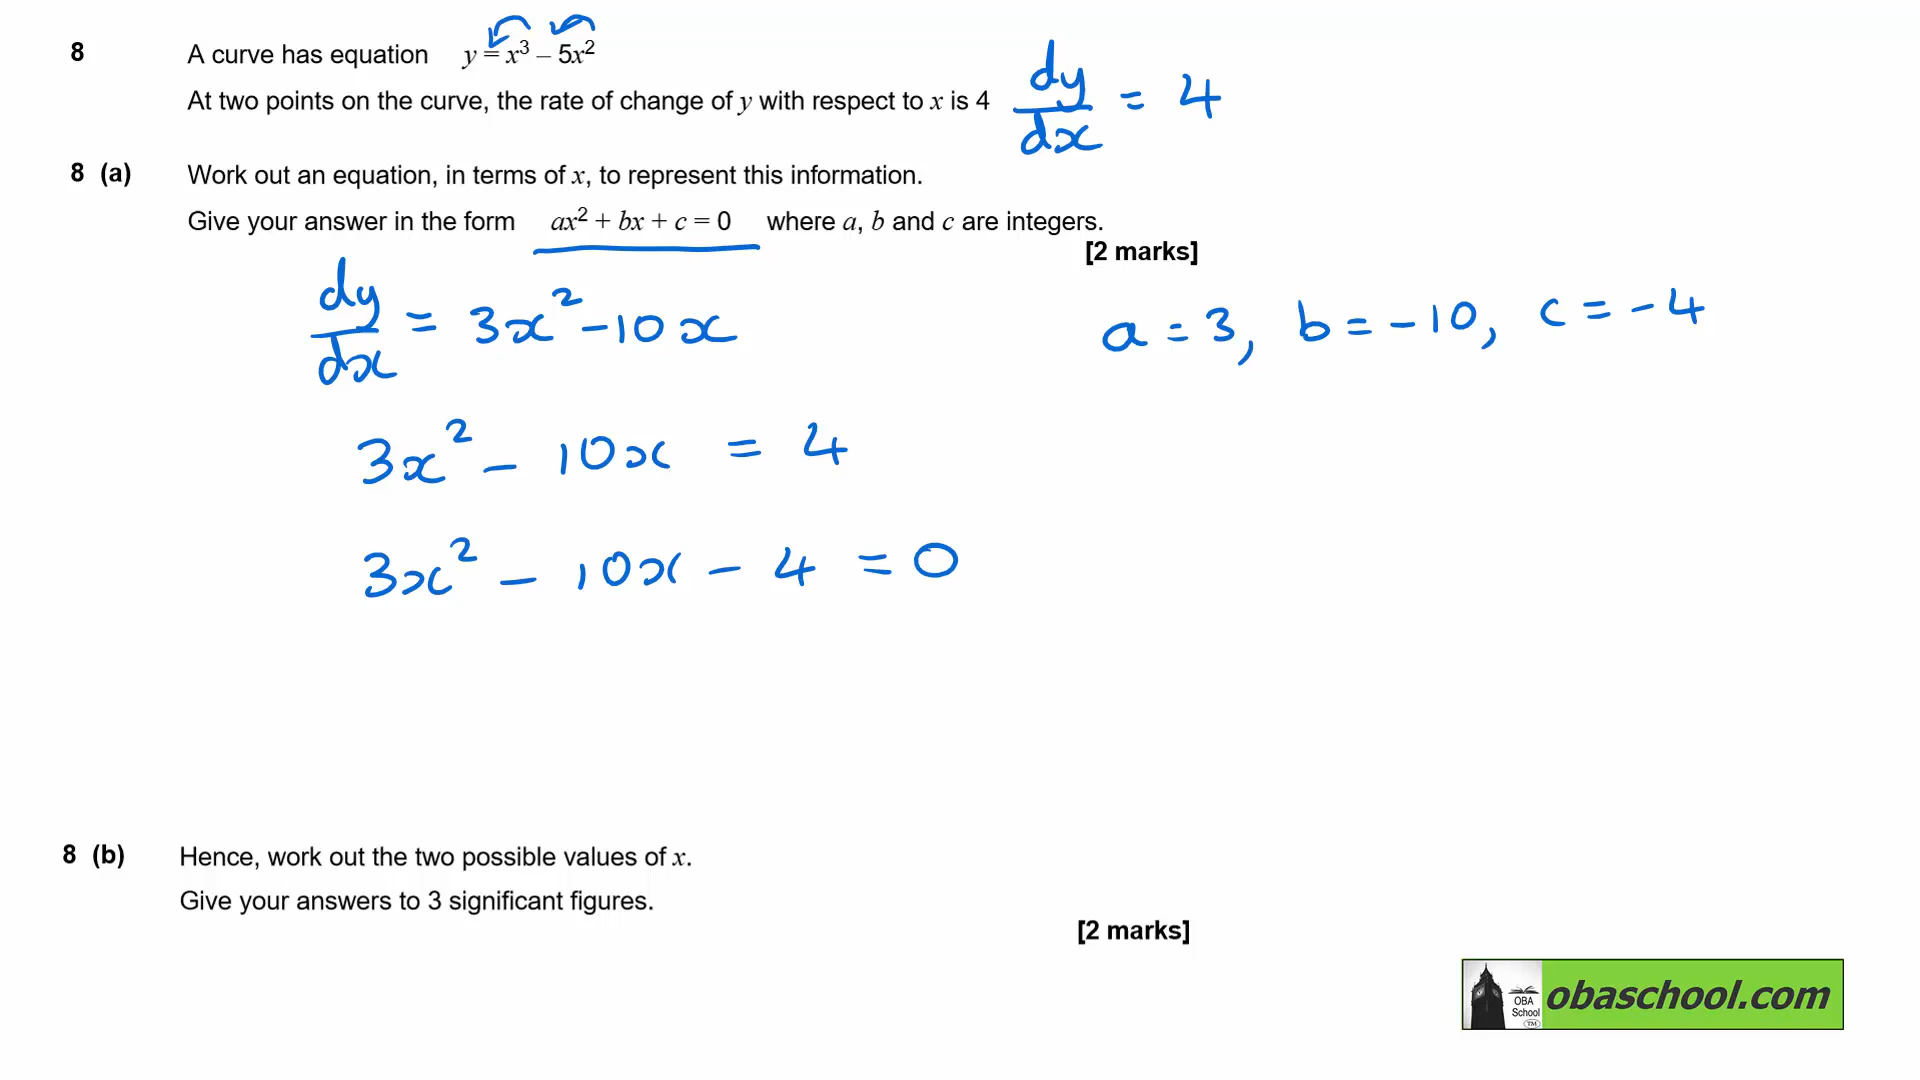 8 A curve has equation y = x³ – 5x²
At two points on the curve, the rate of change of y with respect to x is 4 dy/dx = 4
8 (a) Work out an equation, in terms of x, to represent this information.
Give your answer in the form ax² + bx + c = 0 where a, b and c are integers.
[2 marks]
dy/dx = 3x² - 10x
a = 3, b = -10, c = -4
3x² - 10x = 4
3x² - 10x - 4 = 0
8 (b) Hence, work out the two possible values of x.
Give your answers to 3 significant figures.
[2 marks]
OBA
School
TM
obaschool.com